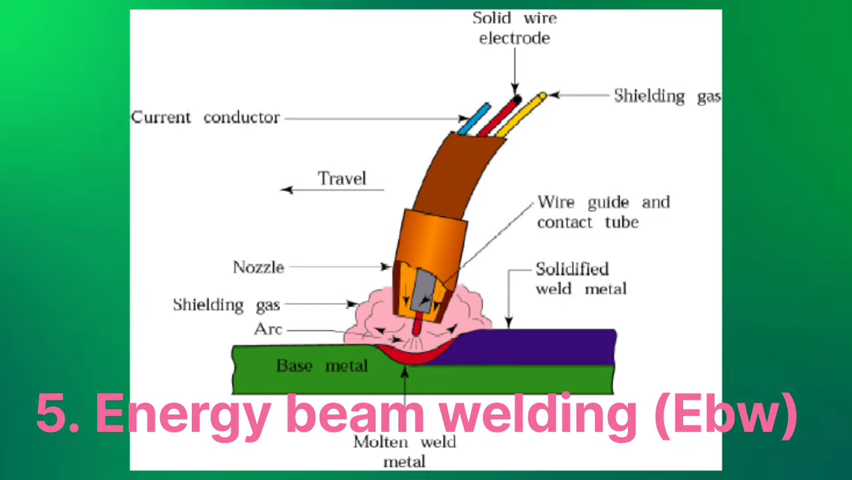 Solid wire
electrode
Shielding gas
Current conductor
Travel
Wire guide and
contact tube
Nozzle
Solidified
weld metal
Shielding gas
Arc
Base metal
5. Energy beam welding (Ebw)
Molten weld
metal